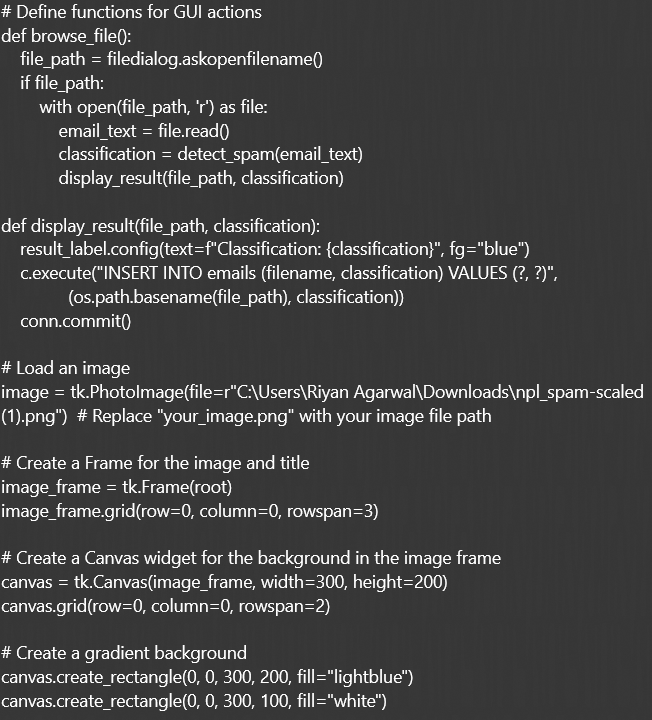 # Define functions for GUI actions
def browse_file():
    file_path = filedialog.askopenfilename()
    if file_path:
        with open(file_path, 'r') as file:
            email_text = file.read()
            classification = detect_spam(email_text)
            display_result(file_path, classification)

def display_result(file_path, classification):
    result_label.config(text=f"Classification: {classification}", fg="blue")
    c.execute("INSERT INTO emails (filename, classification) VALUES (?, ?)",
              (os.path.basename(file_path), classification))
    conn.commit()

# Load an image
image = tk.PhotoImage(file=r"C:\Users\Riyan Agarwal\Downloads\npl_spam-scaled
(1).png")  # Replace "your_image.png" with your image file path

# Create a Frame for the image and title
image_frame = tk.Frame(root)
image_frame.grid(row=0, column=0, rowspan=3)

# Create a Canvas widget for the background in the image frame
canvas = tk.Canvas(image_frame, width=300, height=200)
canvas.grid(row=0, column=0, rowspan=2)

# Create a gradient background
canvas.create_rectangle(0, 0, 300, 200, fill="lightblue")
canvas.create_rectangle(0, 0, 300, 100, fill="white")